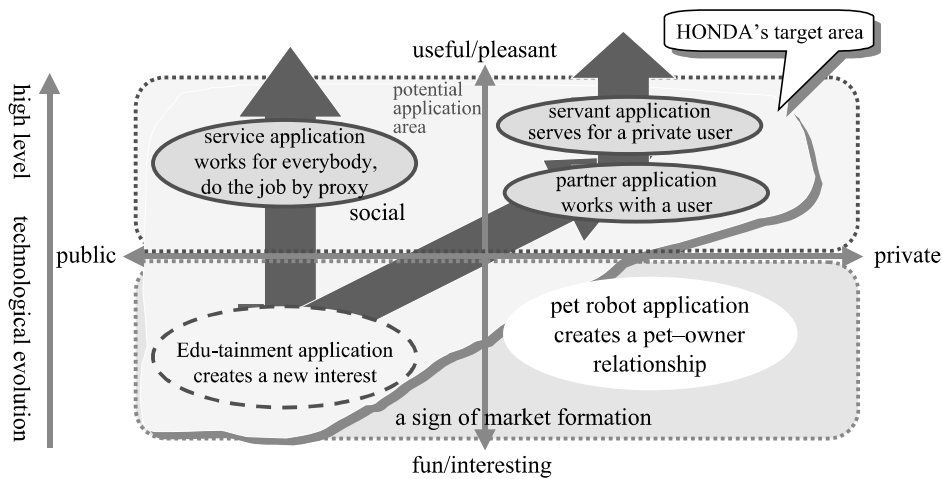 HONDA’s target area
useful/pleasant
potential
application
area
servant application
serves for a private user
service application
works for everybody,
do the job by proxy
partner application
works with a user
social
high level
technological evolution
public
private
pet robot application
creates a pet–owner
relationship
Edu-tainment application
creates a new interest
a sign of market formation
fun/interesting